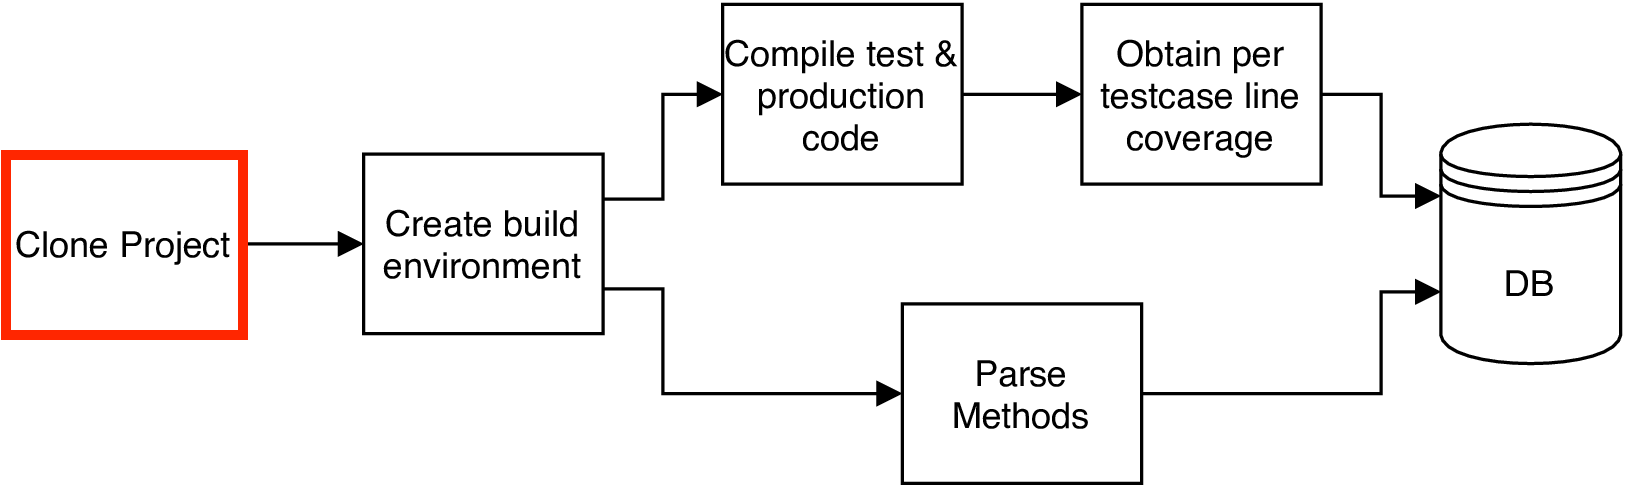 Clone Project
Create build
environment
Compile test &
production
code
Obtain per
testcase line
coverage
Parse
Methods
DB